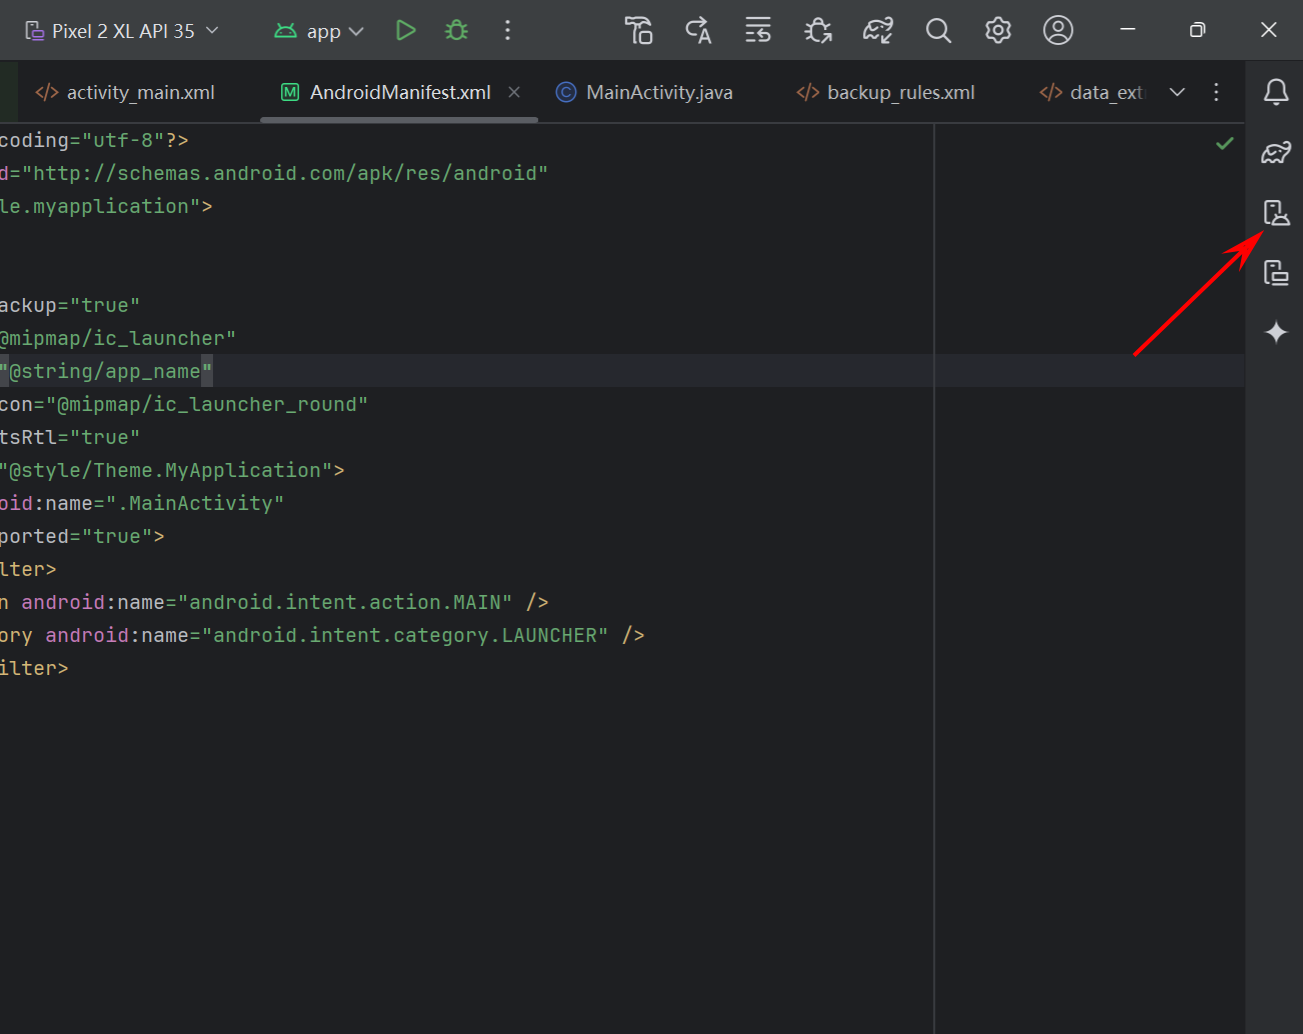 Pixel 2 XL API 35
app
activity_main.xml
AndroidManifest.xml
MainActivity.java
backup_rules.xml
data_ext
coding="utf-8"?>
d="http://schemas.android.com/apk/res/android"
le.myapplication">
ackup="true"
@mipmap/ic_launcher"
"@string/app_name"
con="@mipmap/ic_launcher_round"
tsRtl="true"
"@style/Theme.MyApplication">
oid:name=".MainActivity"
ported="true">
lter>
n android:name="android.intent.action.MAIN" />
ory android:name="android.intent.category.LAUNCHER" />
ilter>